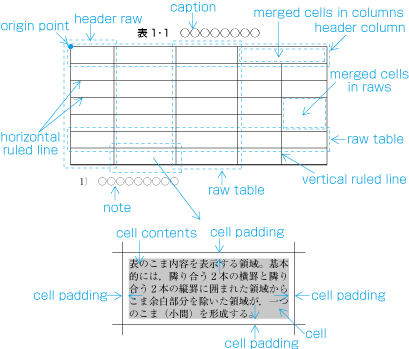 caption
header raw
merged cells in columns
origin point
表1・1 ○○○○○○○○
header column
merged cells
in raws
horizontal
ruled line
raw table
vertical ruled line
1) ○○○○○○○○○
raw table
note
cell contents
cell padding
表のこま内容を表示する領域。基本
的には，隣り合う2本の横罫と隣り
合う2本の縦罫に囲まれた領域から
こま余白部分を除いた領域が，一つ
のこま（小間）を形成する。
cell padding
cell padding
cell
cell padding